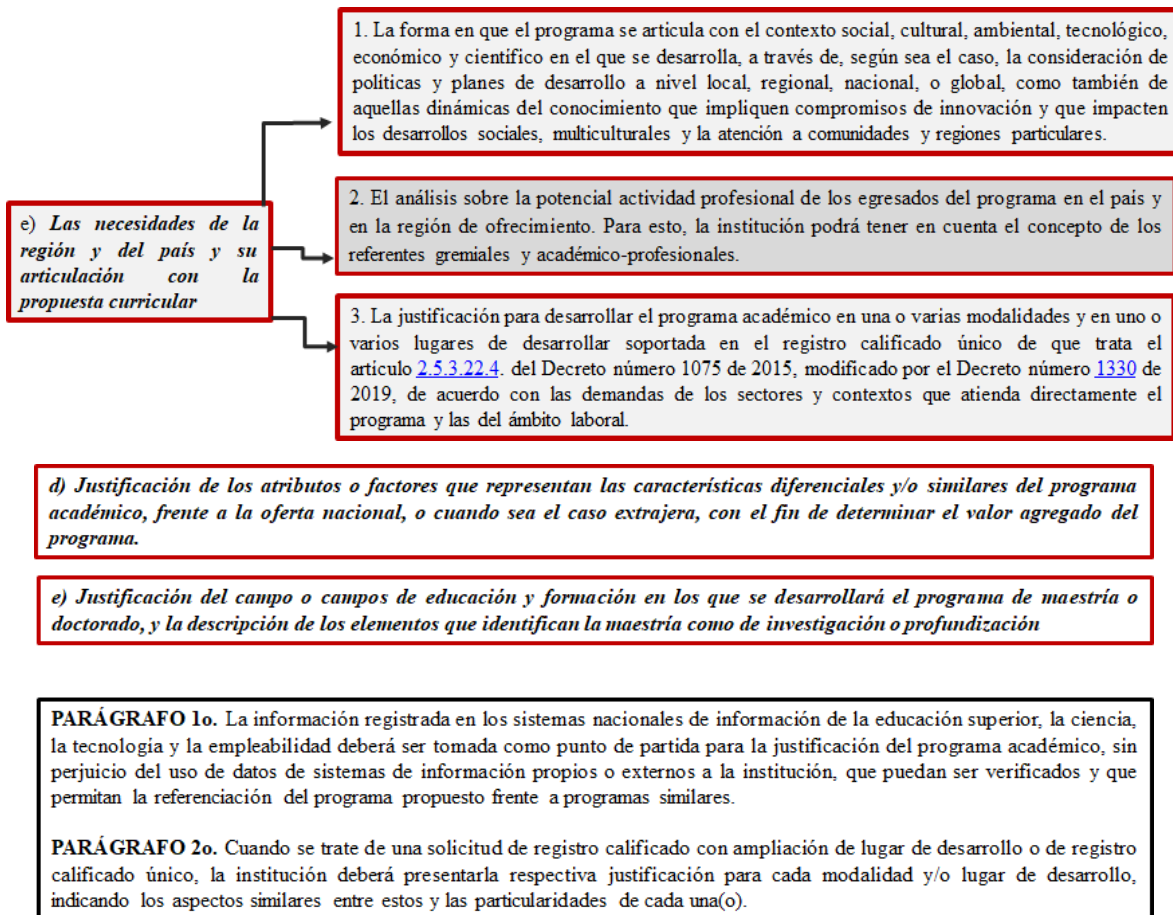 1. La forma en que el programa se articula con el contexto social, cultural, ambiental, tecnológico,
económico y científico en el que se desarrolla, a través de, según sea el caso, la consideración de
políticas y planes de desarrollo a nivel local, regional, nacional, o global, como también de
aquellas dinámicas del conocimiento que impliquen compromisos de innovación y que impacten
los desarrollos sociales, multiculturales y la atención a comunidades y regiones particulares.
e) Las necesidades de la
región y del país y su
articulación con la
propuesta curricular
2. El análisis sobre la potencial actividad profesional de los egresados del programa en el país y
en la región de ofrecimiento. Para esto, la institución podrá tener en cuenta el concepto de los
referentes gremiales y académico-profesionales.
3. La justificación para desarrollar el programa académico en una o varias modalidades y en uno o
varios lugares de desarrollar soportada en el registro calificado único de que trata el
artículo 2.5.3.22.4. del Decreto número 1075 de 2015, modificado por el Decreto número 1330 de
2019, de acuerdo con las demandas de los sectores y contextos que atienda directamente el
programa y las del ámbito laboral.
d) Justificación de los atributos o factores que representan las características diferenciales y/o similares del programa
académico, frente a la oferta nacional, o cuando sea el caso extrajera, con el fin de determinar el valor agregado del
programa.
e) Justificación del campo o campos de educación y formación en los que se desarrollará el programa de maestría o
doctorado, y la descripción de los elementos que identifican la maestría como de investigación o profundización
PARÁGRAFO 1o. La información registrada en los sistemas nacionales de información de la educación superior, la ciencia,
la tecnología y la empleabilidad deberá ser tomada como punto de partida para la justificación del programa académico, sin
perjuicio del uso de datos de sistemas de información propios o externos a la institución, que puedan ser verificados y que
permitan la referenciación del programa propuesto frente a programas similares.
PARÁGRAFO 2o. Cuando se trate de una solicitud de registro calificado con ampliación de lugar de desarrollo o de registro
calificado único, la institución deberá presentarla respectiva justificación para cada modalidad y/o lugar de desarrollo,
indicando los aspectos similares entre estos y las particularidades de cada una(o).